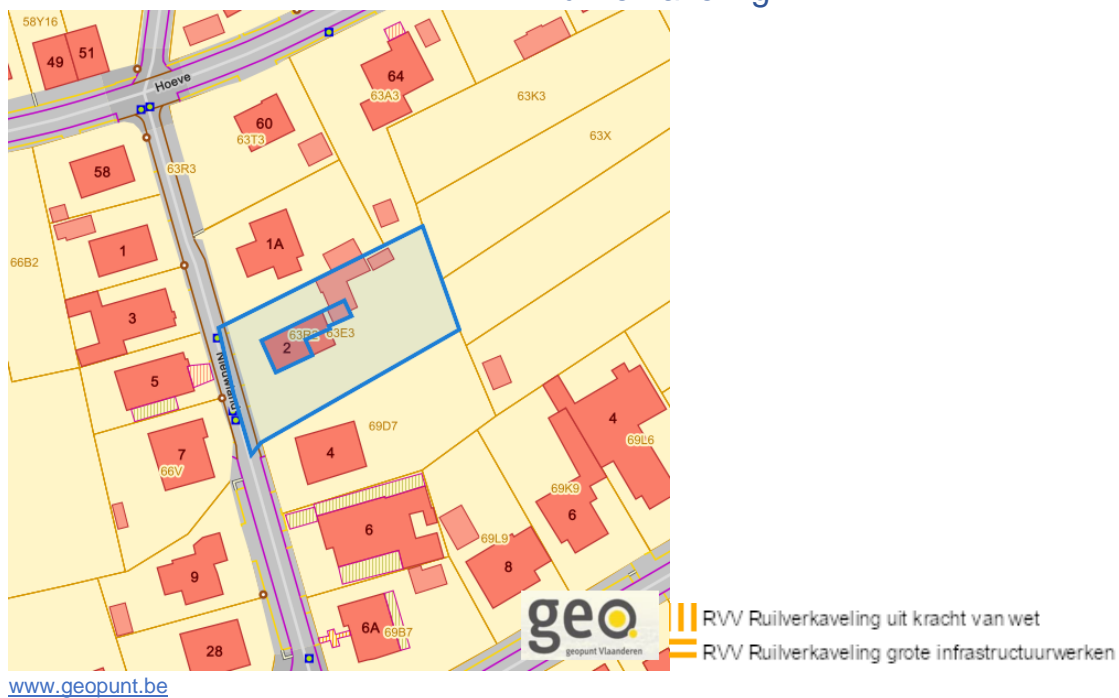 58Y16
49 51
Hoeve
64
63A3
63K3
60
63T3
63X
63R3
58
1A
1
66B2
3
63E3
2
Nieuwland
5
4
69D7
4
69L6
7
66V
69K9
6
6
69L9
8
9
6A
69B7
28
geo
geopunt Vlaanderen
RVV Ruilverkaveling uit kracht van wet
RVV Ruilverkaveling grote infrastructuurwerken
www.geopunt.be